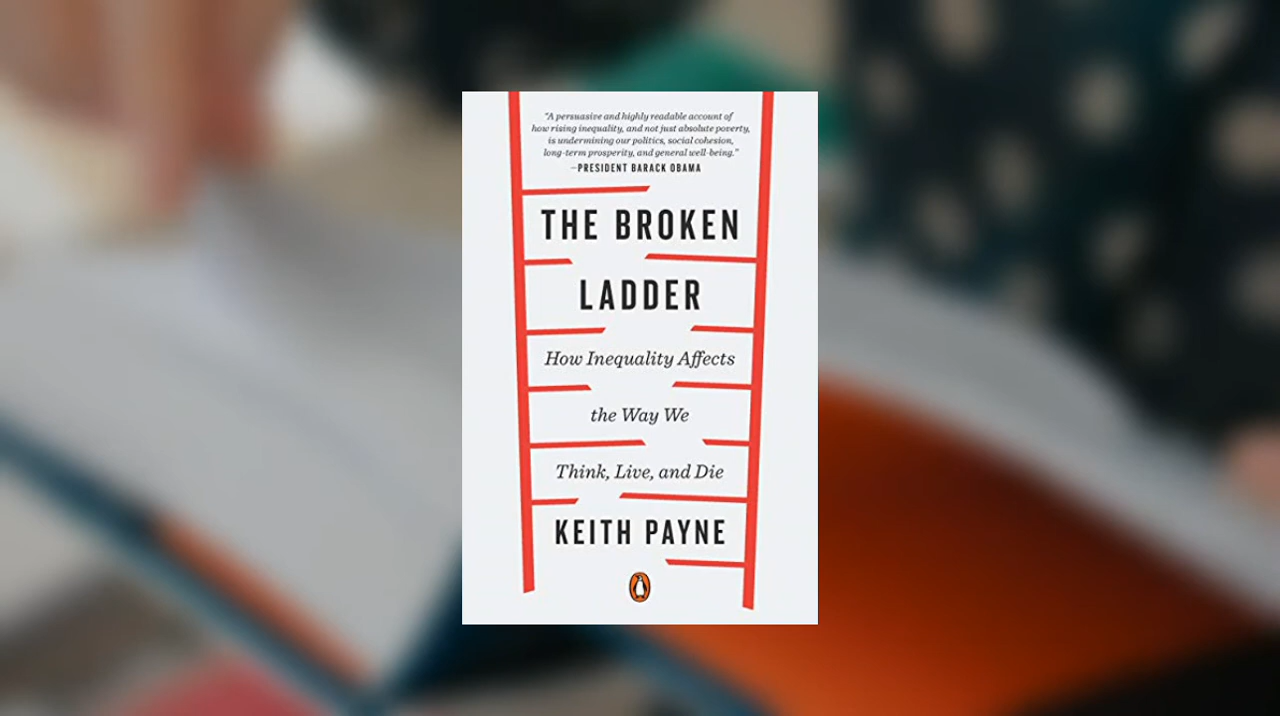 "A persuasive and highly readable account of
how rising inequality, and not just absolute poverty,
is undermining our politics, social cohesion,
long-term prosperity, and general well-being."
—PRESIDENT BARACK OBAMA
THE BROKEN
LADDER
How Inequality Affects
the Way We
Think, Live, and Die
KEITH PAYNE